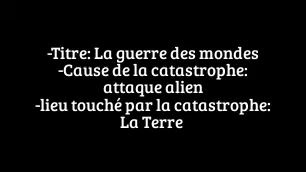 -Titre: La guerre des mondes
-Cause de la catastrophe:
attaque alien
-lieu touché par la catastrophe:
La Terre